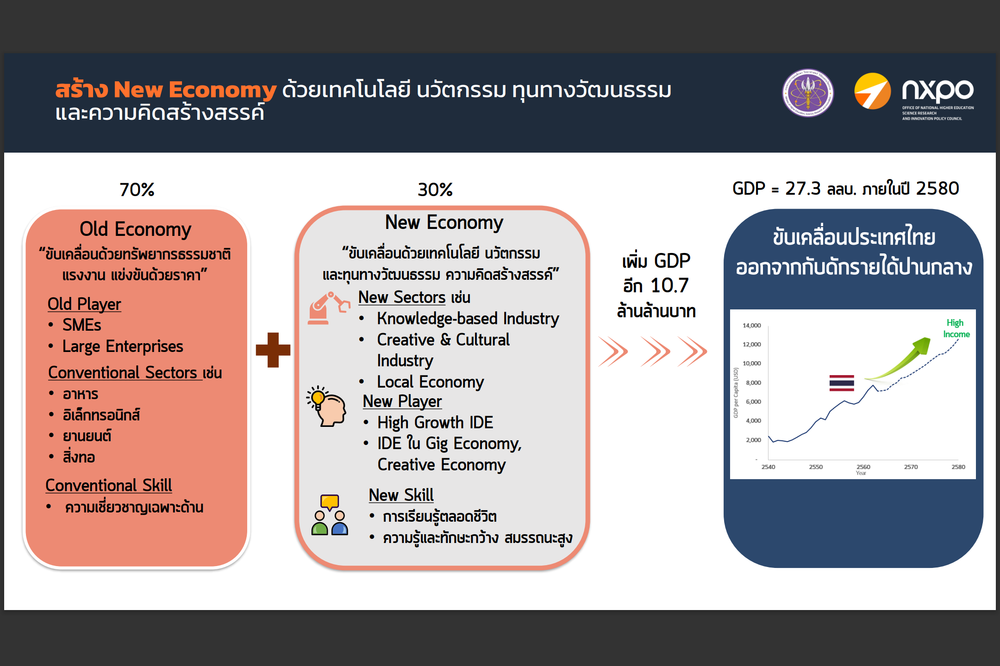 สร้าง New Economy ด้วยเทคโนโลยี นวัตกรรม ทุนทางวัฒนธรรม
และความคิดสร้างสรรค์
nxpo
OFFICE OF NATIONAL HIGHER EDUCATION
SCIENCE RESEARCH
AND INNOVATION POLICY COUNCIL
70%
Old Economy
“ขับเคลื่อนด้วยทรัพยากรธรรมชาติ
แรงงาน แข่งขันด้วยราคา”
Old Player
• SMEs
• Large Enterprises
Conventional Sectors เช่น
• อาหาร
• อิเล็กทรอนิกส์
• ยานยนต์
• สิ่งทอ
Conventional Skill
• ความเชี่ยวชาญเฉพาะด้าน
30%
New Economy
“ขับเคลื่อนด้วยเทคโนโลยี นวัตกรรม
และทุนทางวัฒนธรรม ความคิดสร้างสรรค์”
New Sectors เช่น
• Knowledge-based Industry
• Creative & Cultural
Industry
• Local Economy
New Player
• High Growth IDE
• IDE ใน Gig Economy,
Creative Economy
New Skill
• การเรียนรู้ตลอดชีวิต
• ความรู้และทักษะกว้าง สมรรถนะสูง
เพิ่ม GDP
อีก 10.7
ล้านล้านบาท
GDP = 27.3 ลลบ. ภายในปี 2580
ขับเคลื่อนประเทศไทย
ออกจากกับดักรายได้ปานกลาง
High
Income
GDP per Capita (USD)
14,000
12,000
10,000
8,000
6,000
4,000
2,000
-
2540 2550 2560 2570 2580
Year